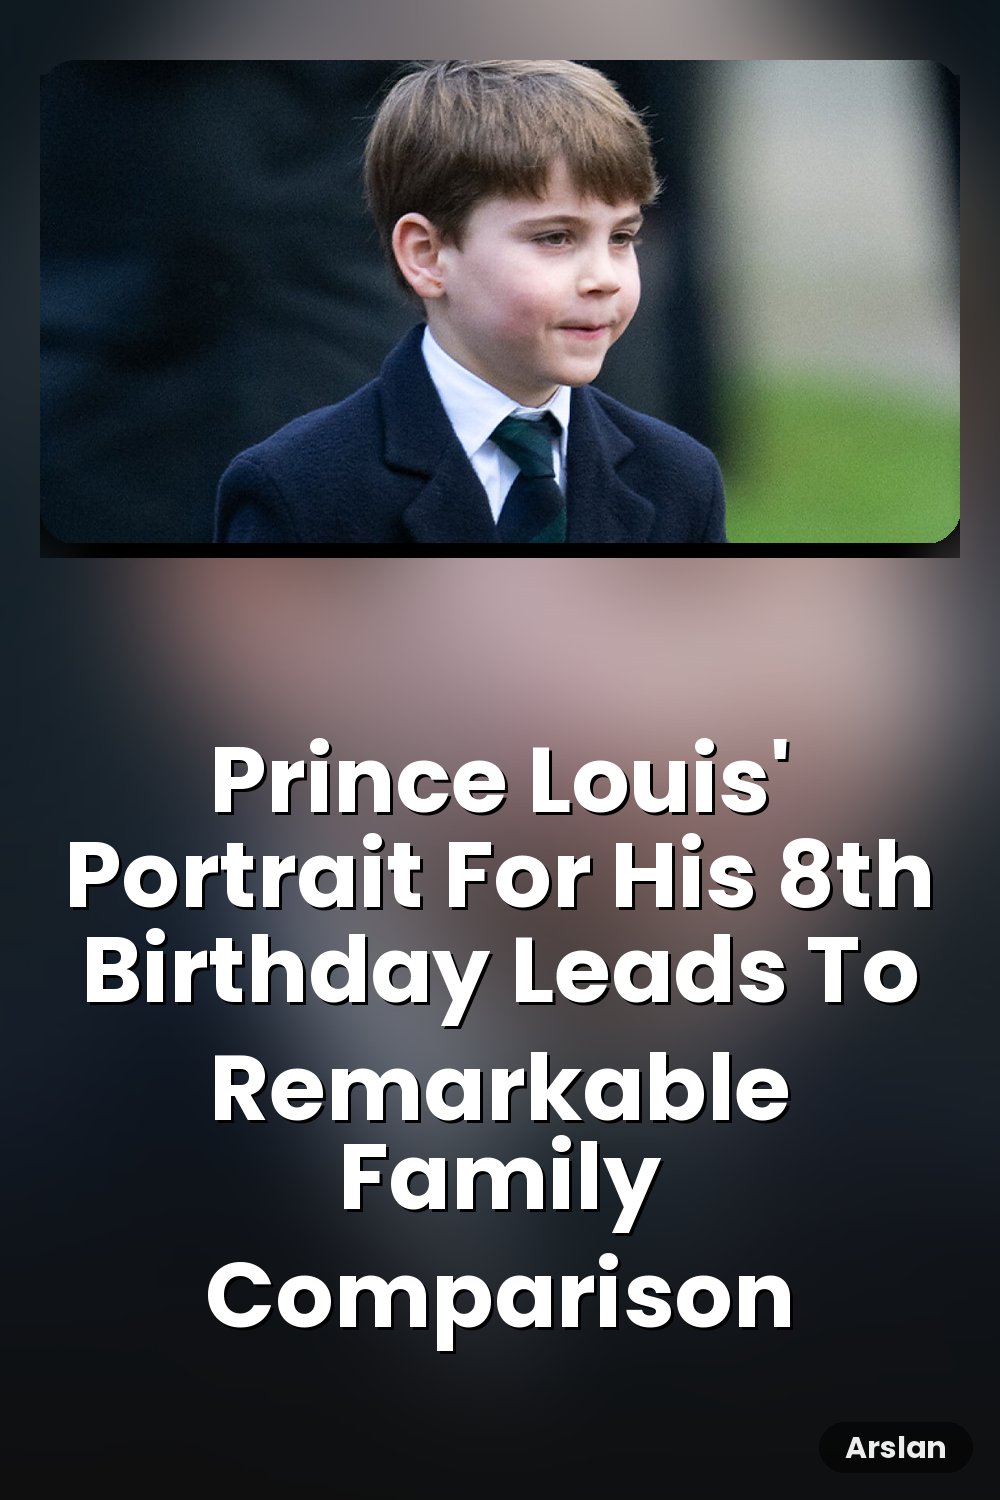 Prince Louis'
Portrait For His 8th
Birthday Leads To
Remarkable
Family
Comparison
Arslan